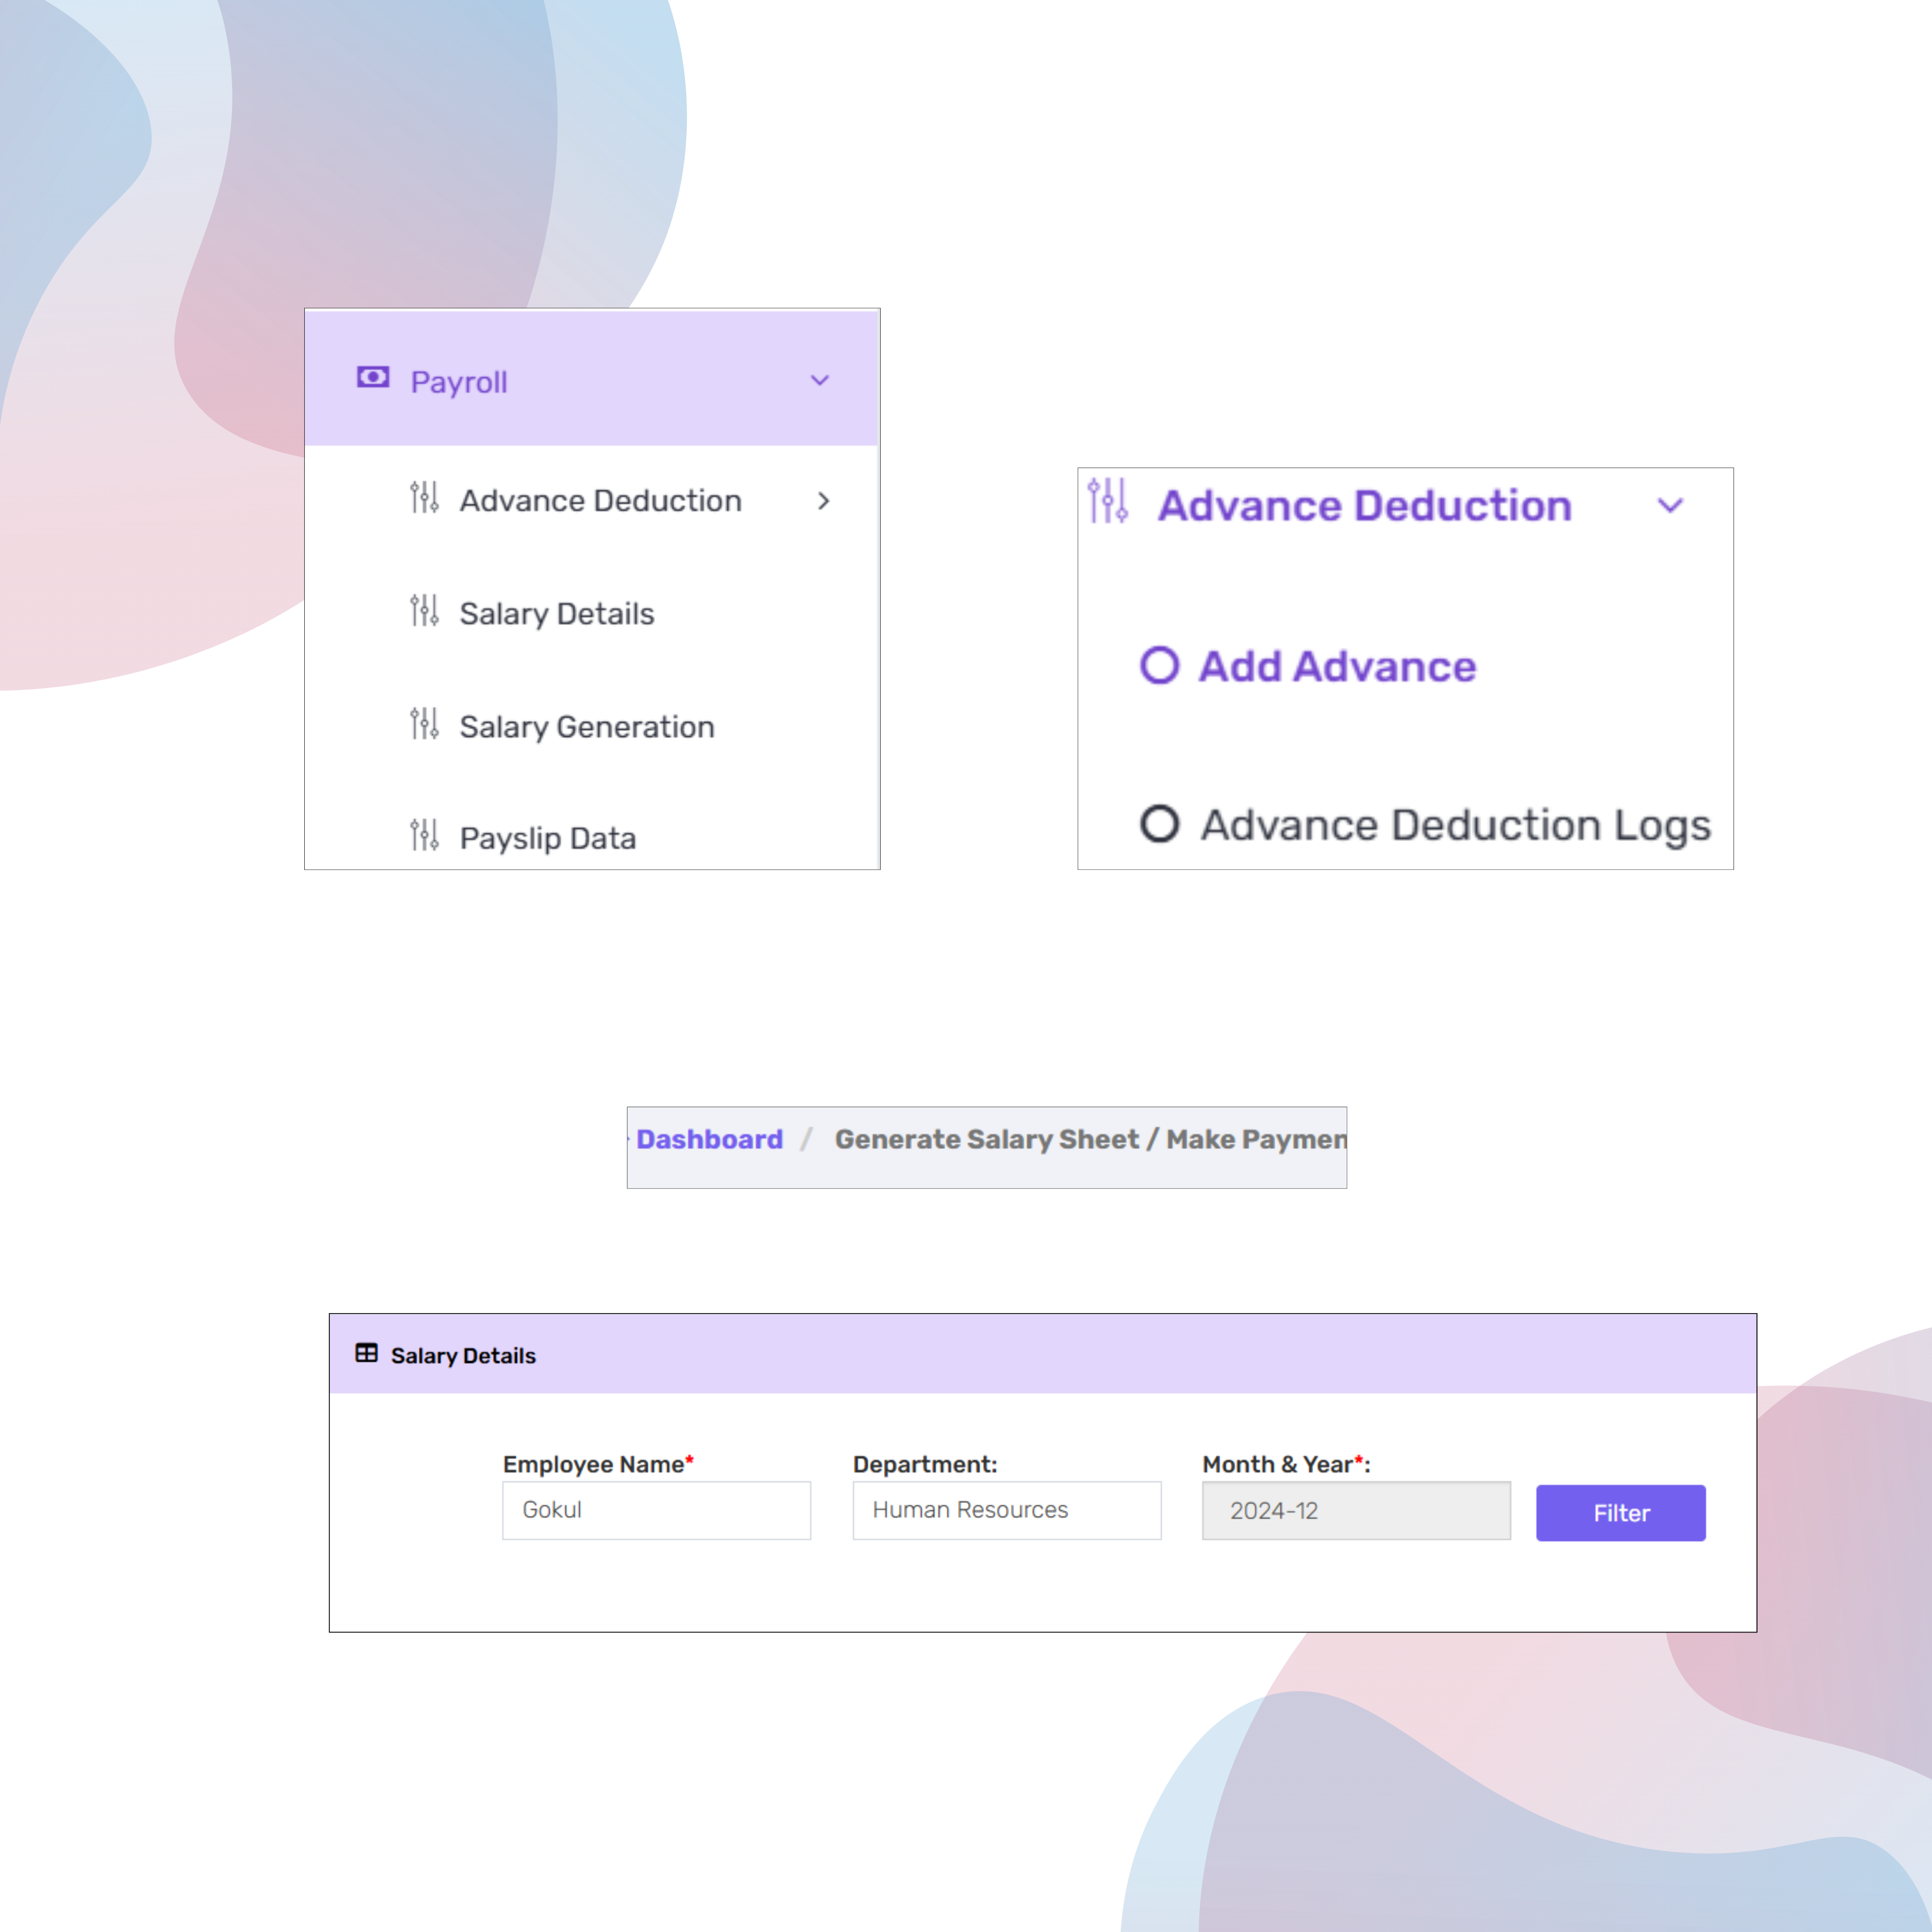 Payroll
Advance Deduction
Salary Details
Salary Generation
Payslip Data
Advance Deduction
Add Advance
Advance Deduction Logs
Dashboard / Generate Salary Sheet / Make Paymen
Salary Details
Employee Name* Department: Month & Year*:
Gokul Human Resources 2024-12 Filter